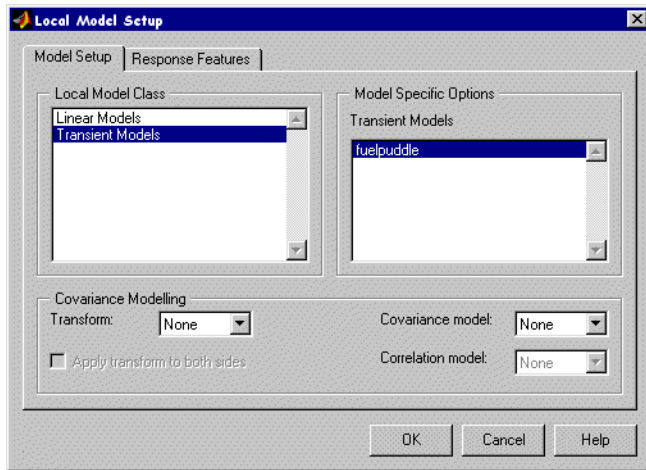 Local Model Setup
Model Setup
Response Features
Local Model Class
Linear Models
Transient Models
Model Specific Options
Transient Models
fuelpuddle
Covariance Modelling
Transform: None
Apply transform to both sides
Covariance model: None
Correlation model: None
OK
Cancel
Help